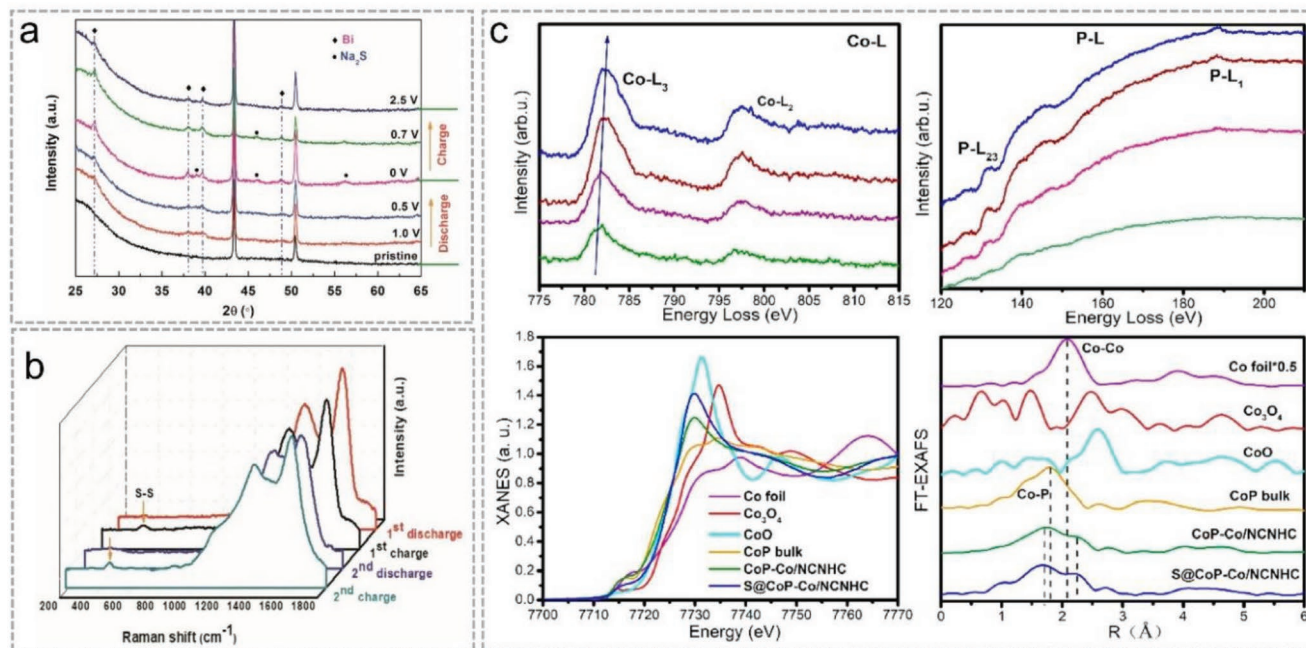 a
Bi
Na₂S
2.5 V
0.7 V
0 V
0.5 V
1.0 V
pristine
Charge
Discharge
Intensity (a.u.)
25 30 35 40 45 50 55 60 65
2θ (°)
b
S-S
Intensity (a.u.)
1st discharge
1st charge
2nd discharge
2nd charge
200 400 600 800 1000 1200 1400 1600 1800
Raman shift (cm-1)
c
Co-L
Co-L₃
Co-L₂
Intensity (arb.u.)
775 780 785 790 795 800 805 810 815
Energy Loss (eV)
P-L
P-L₁
P-L₂₃
Intensity (arb.u.)
120 140 160 180 200
Energy Loss (eV)
1.8
1.6
1.4
1.2
1.0
0.8
0.6
0.4
0.2
0.0
XANES (a. u.)
Co foil
Co₃O₄
CoO
CoP bulk
CoP-Co/NCNHC
S@CoP-Co/NCNHC
7700 7710 7720 7730 7740 7750 7760 7770
Energy (eV)
Co-Co
Co foil*0.5
Co₃O₄
CoO
Co-P
CoP bulk
CoP-Co/NCNHC
S@CoP-Co/NCNHC
FT-EXAFS
0 1 2 3 4 5 6
R (Å)